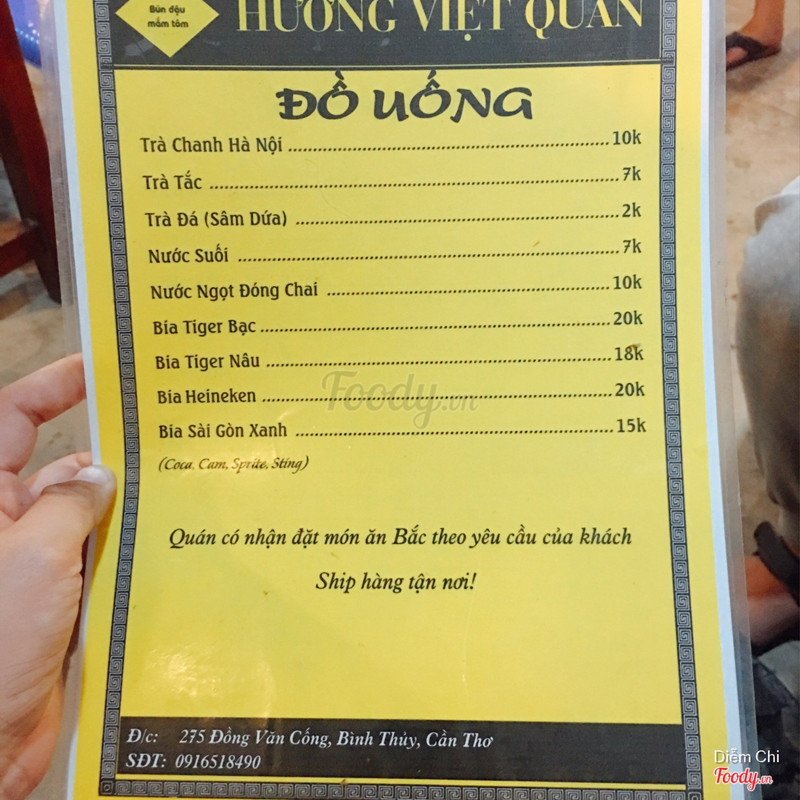 Bún đậu
mắm tôm
HƯƠNG VIỆT QUÁN
ĐỒ UỐNG
Trà Chanh Hà Nội ........ 10k
Trà Tắc ........ 7k
Trà Đá (Sâm Dứa) ........ 2k
Nước Suối ........ 7k
Nước Ngọt Đóng Chai ........ 10k
Bia Tiger Bạc ........ 20k
Bia Tiger Nâu ........ 18k
Bia Heineken ........ 20k
Bia Sài Gòn Xanh ........ 15k
(Coca, Cam, Sprite, Sting)
Foody.vn
Quán có nhận đặt món ăn Bắc theo yêu cầu của khách
Ship hàng tận nơi!
Đ/c: 275 Đồng Văn Cống, Bình Thủy, Cần Thơ
SĐT: 0916518490
Diễm Chi
Foody.vn